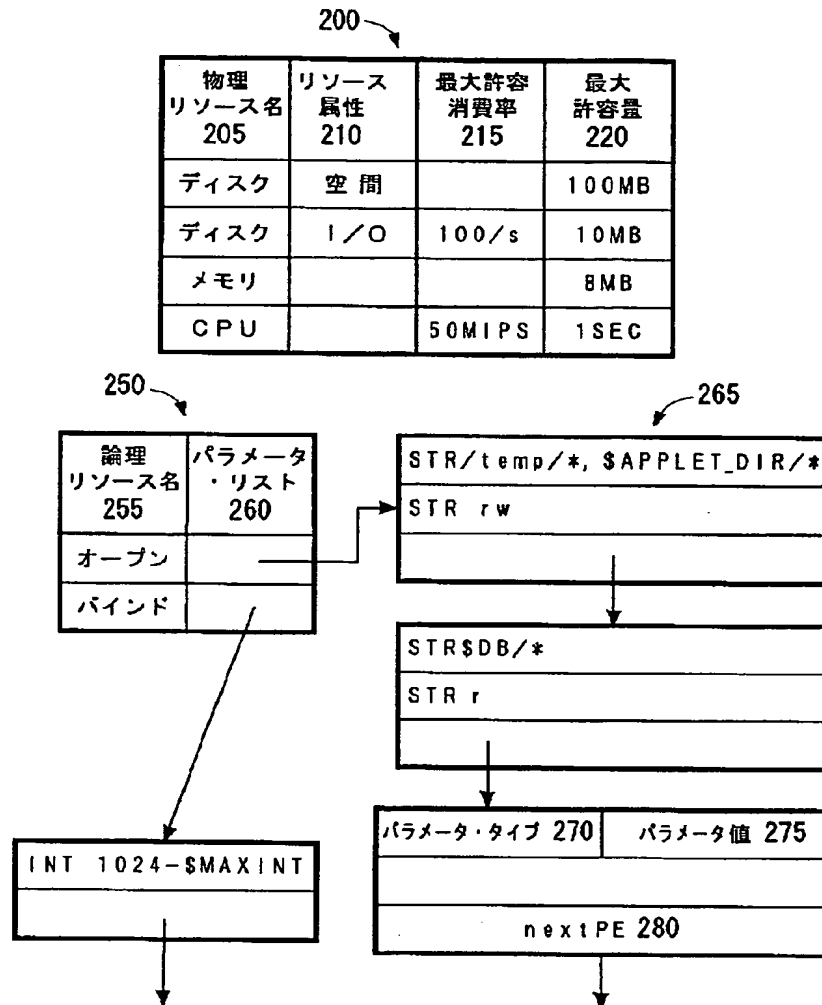 200
物理
リソース名
205
リソース
属性
210
最大許容
消費率
215
最大
許容量
220
ディスク 空間 100MB
ディスク I/O 100/s 10MB
メモリ 8MB
CPU 50MIPS 1SEC
250
論理
リソース名
255
パラメータ
・リスト
260
オープン
バインド
265
STR/temp/*, $APPLET_DIR/*
STR rw
STR$DB/*
STR r
パラメータ・タイプ 270 パラメータ値 275
nextPE 280
INT 1024-$MAXINT